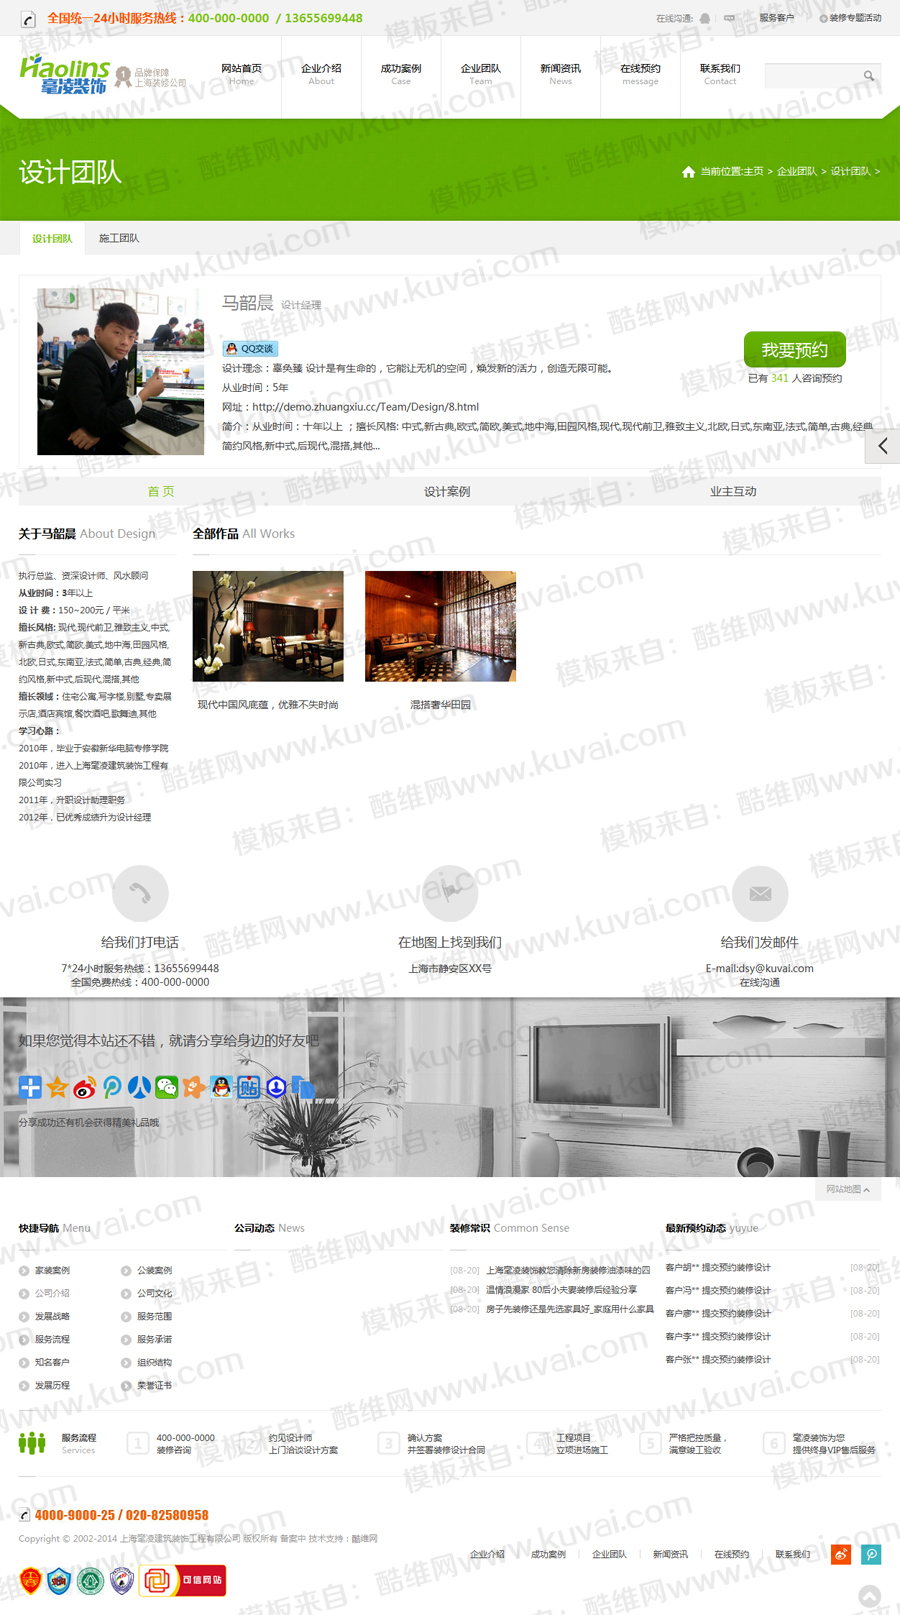 全国统一24小时服务热线：400-000-0000 / 13655699448
在线沟通: 服务客户 装修专题活动
Haolins
毫凌装饰
1 品牌保障
上海装修公司
网站首页 企业介绍 成功案例 企业团队 新闻资讯 在线预约 联系我们
Home About Case Team News message Contact
设计团队
当前位置:主页 > 企业团队 > 设计团队 >
设计团队 施工团队
马韶晨 设计经理
QQ交谈
我要预约
已有 341 人咨询预约
设计理念：辜奂臻 设计是有生命的，它能让无机的空间，焕发新的活力，创造无限可能。
从业时间：5年
网址：http://demo.zhuangxiu.cc/Team/Design/8.html
简介：从业时间：十年以上 ；擅长风格: 中式,新古典,欧式,简欧,美式,地中海,田园风格,现代,现代前卫,雅致主义,北欧,日式,东南亚,法式,简单,古典,经典
简约风格,新中式,后现代,混搭,其他...
首 页 设计案例 业主互动
关于马韶晨 About Design
全部作品 All Works
执行总监、资深设计师、风水顾问
从业时间：3年以上
设 计 费：150~200元 / 平米
擅长风格: 现代,现代前卫,雅致主义,中式,
新古典,欧式,简欧,美式,地中海,田园风格,
北欧,日式,东南亚,法式,简单,古典,经典,简
约风格,新中式,后现代,混搭,其他
擅长领域：住宅公寓,写字楼,别墅,专卖展
示店,酒店宾馆,餐饮酒吧,歌舞迪,其他
学习心路：
2010年，毕业于安徽新华电脑专修学院
2010年，进入上海毫凌建筑装饰工程有
限公司实习
2011年，升职设计助理职务
2012年，已优秀成绩升为设计经理
现代中国风底蕴，优雅不失时尚
混搭奢华田园
给我们打电话 在地图上找到我们 给我们发邮件
7*24小时服务热线：13655699448 上海市静安区XX号 E-mail:dsy@kuvai.com
全国免费热线：400-000-0000 在线沟通
如果您觉得本站还不错，就请分享给身边的好友吧
分享成功还有机会获得精美礼品哦
网站地图
快捷导航 Menu 公司动态 News 装修常识 Common Sense 最新预约动态 yuyue
家装案例 公装案例
公司介绍 公司文化
发展战略 服务范围
服务流程 服务承诺
知名客户 组织结构
发展历程 荣誉证书
[08-20] 上海毫凌装饰教您清除新房装修油漆味的四
[08-20] 温情浪漫家 80后小夫妻装修后经验分享
[08-20] 房子先装修还是先选家具好_家庭用什么家具
客户胡** 提交预约装修设计 [08-20]
客户冯** 提交预约装修设计 [08-20]
客户廖** 提交预约装修设计 [08-20]
客户李** 提交预约装修设计 [08-20]
客户张** 提交预约装修设计 [08-20]
服务流程
Services
1 400-000-0000
装修咨询
2 约见设计师
上门洽谈设计方案
3 确认方案
并签署装修设计合同
4 工程项目
立项进场施工
5 严格把控质量，
满意竣工验收
6 毫凌装饰为您
提供终身VIP售后服务
4000-9000-25 / 020-82580958
Copyright © 2002-2014 上海毫凌建筑装饰工程有限公司 版权所有 备案中 技术支持：酷维网
企业介绍 成功案例 企业团队 新闻资讯 在线预约 联系我们
可信网站
模板来自：酷维网www.kuvai.com